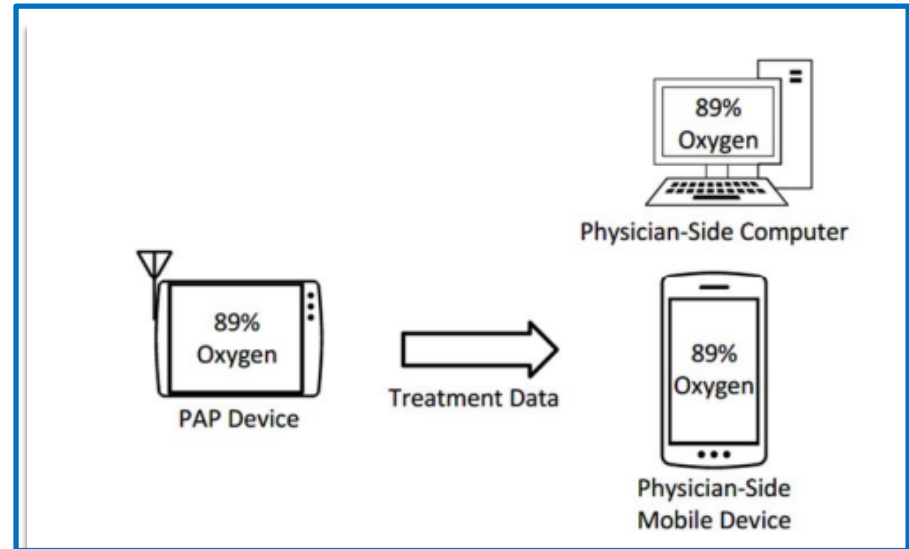 89%
Oxygen
Physician-Side Computer
89%
Oxygen
PAP Device
Treatment Data
89%
Oxygen
Physician-Side
Mobile Device